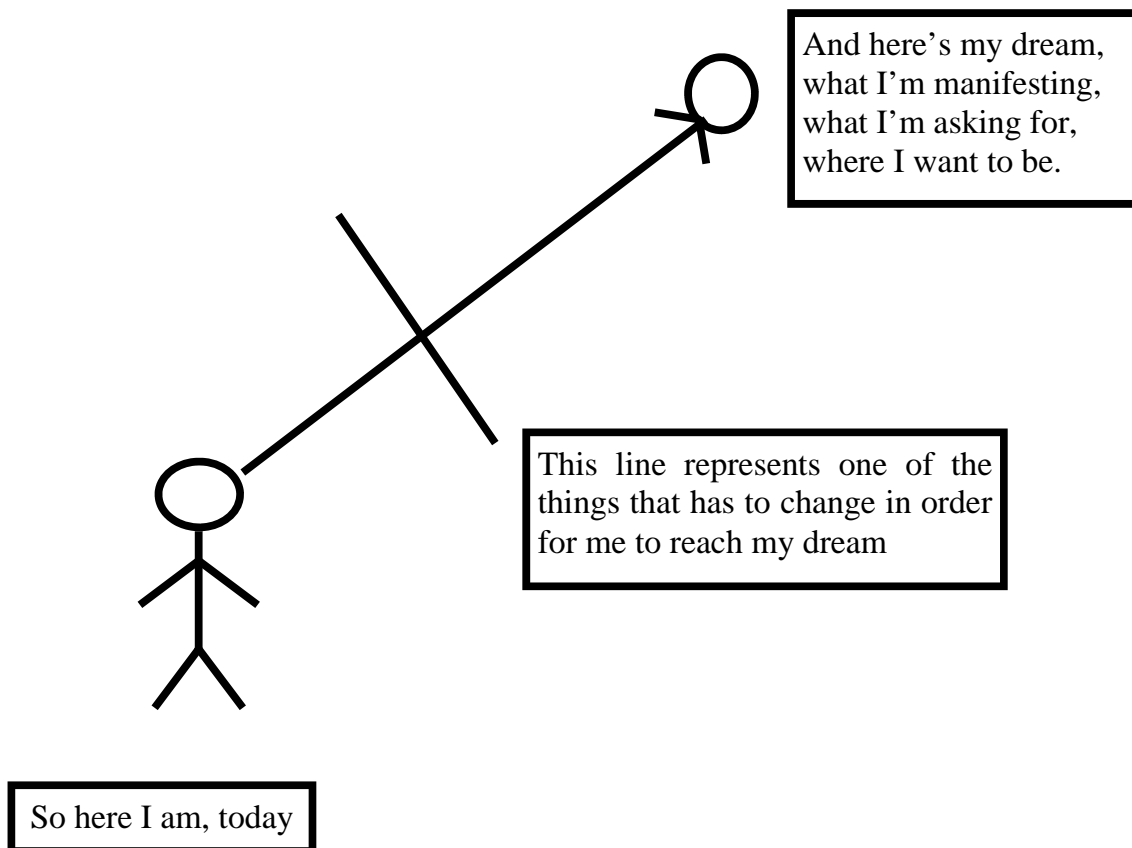 And here’s my dream,
what I’m manifesting,
what I’m asking for,
where I want to be.
This line represents one of the
things that has to change in order
for me to reach my dream
So here I am, today